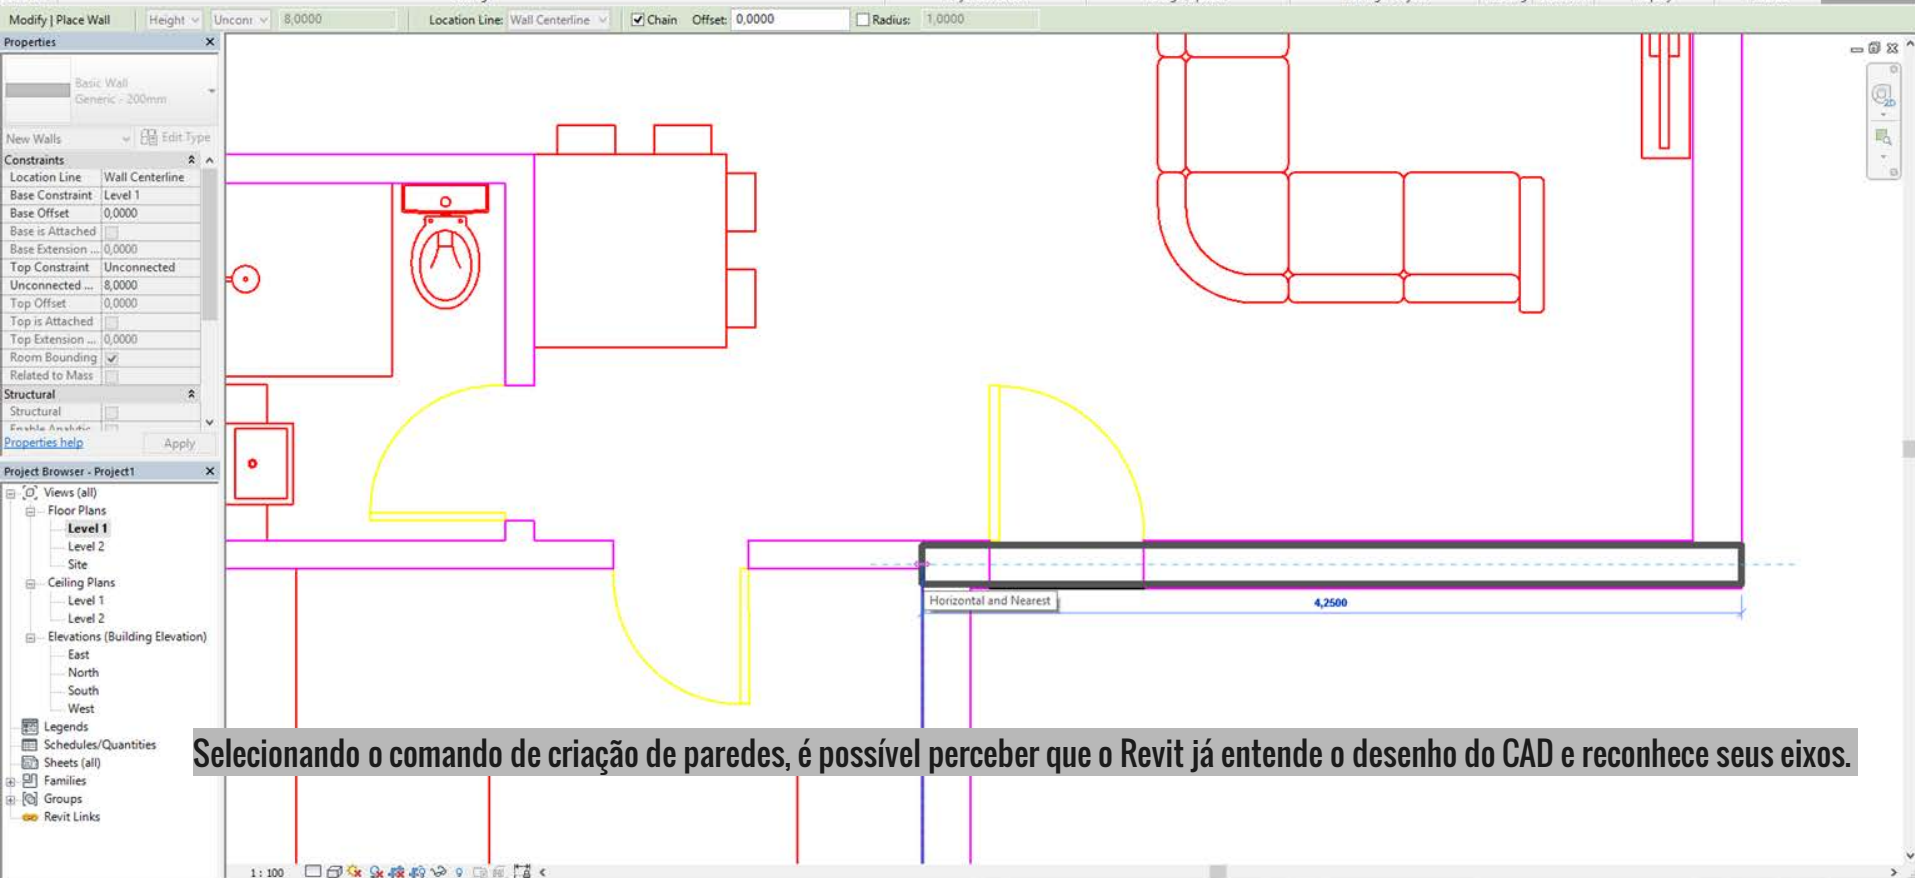 Modify | Place Wall Height Unconr 8,0000 Location Line: Wall Centerline Chain Offset: 0,0000 Radius: 1,0000
Properties
Basic Wall
Generic - 200mm
New Walls Edit Type
Constraints
Location Line Wall Centerline
Base Constraint Level 1
Base Offset 0,0000
Base is Attached
Base Extension ... 0,0000
Top Constraint Unconnected
Unconnected ... 8,0000
Top Offset 0,0000
Top is Attached
Top Extension ... 0,0000
Room Bounding
Related to Mass
Structural
Structural
Enable Analytic
Properties help Apply
Project Browser - Project1
Views (all)
Floor Plans
Level 1
Level 2
Site
Ceiling Plans
Level 1
Level 2
Elevations (Building Elevation)
East
North
South
West
Legends
Schedules/Quantities
Sheets (all)
Families
Groups
Revit Links
2D
Horizontal and Nearest
4,2500
Selecionando o comando de criação de paredes, é possível perceber que o Revit já entende o desenho do CAD e reconhece seus eixos.
1 : 100